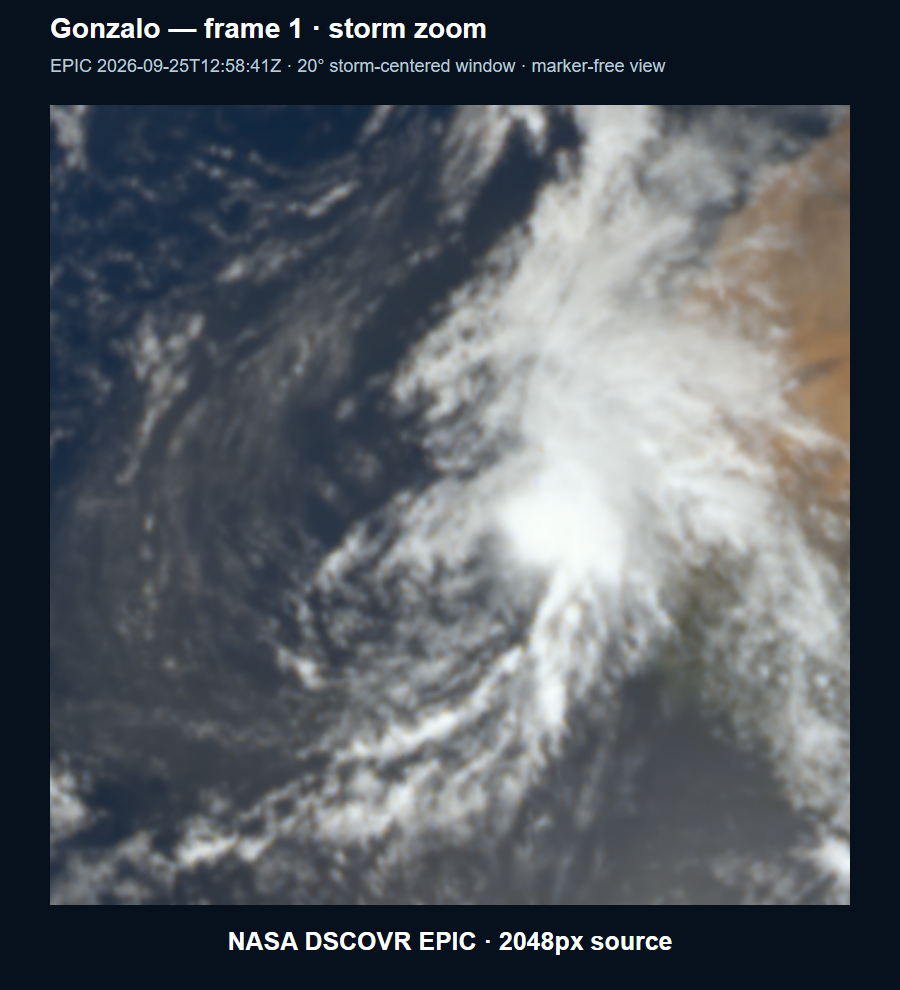 Gonzalo — frame 1 · storm zoom
EPIC 2026-09-25T12:58:41Z · 20° storm-centered window · marker-free view
NASA DSCOVR EPIC · 2048px source